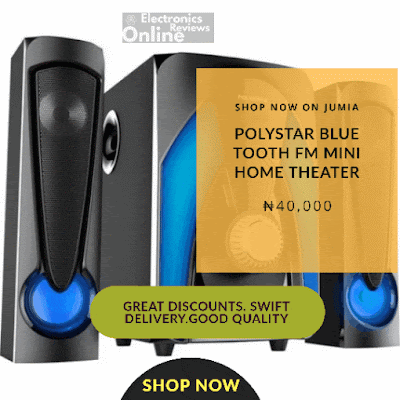 Electronics
Reviews
Online
SHOP NOW ON JUMIA
POLYSTAR BLUE
TOOTH FM MINI
HOME THEATER
₦40,000
GREAT DISCOUNTS. SWIFT
DELIVERY.GOOD QUALITY
SHOP NOW